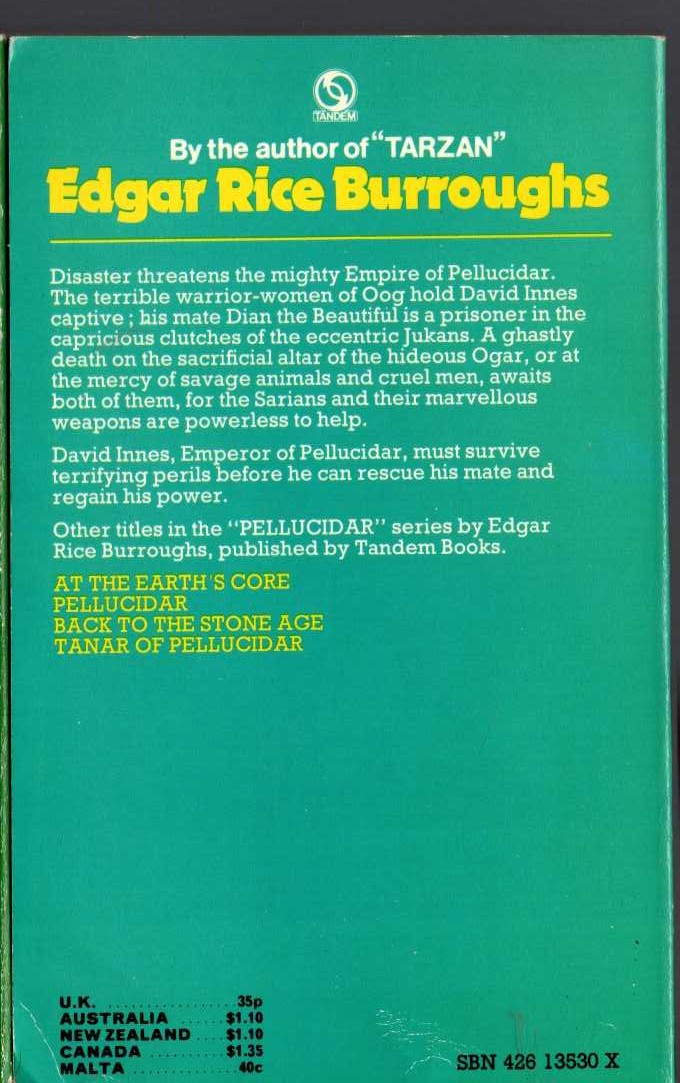 TANDEM
By the author of "TARZAN"
Edgar Rice Burroughs
Disaster threatens the mighty Empire of Pellucidar.
The terrible warrior-women of Oog hold David Innes
captive; his mate Dian the Beautiful is a prisoner in the
capricious clutches of the eccentric Jukans. A ghastly
death on the sacrificial altar of the hideous Ogar, or at
the mercy of savage animals and cruel men, awaits
both of them, for the Sarians and their marvellous
weapons are powerless to help.
David Innes, Emperor of Pellucidar, must survive
terrifying perils before he can rescue his mate and
regain his power.
Other titles in the "PELLUCIDAR" series by Edgar
Rice Burroughs, published by Tandem Books.
AT THE EARTH'S CORE
PELLUCIDAR
BACK TO THE STONE AGE
TANAR OF PELLUCIDAR
U.K. ................. 35p
AUSTRALIA ...... $1.10
NEW ZEALAND .... $1.10
CANADA .......... $1.35
MALTA .............. 40c
SBN 426 13530 X